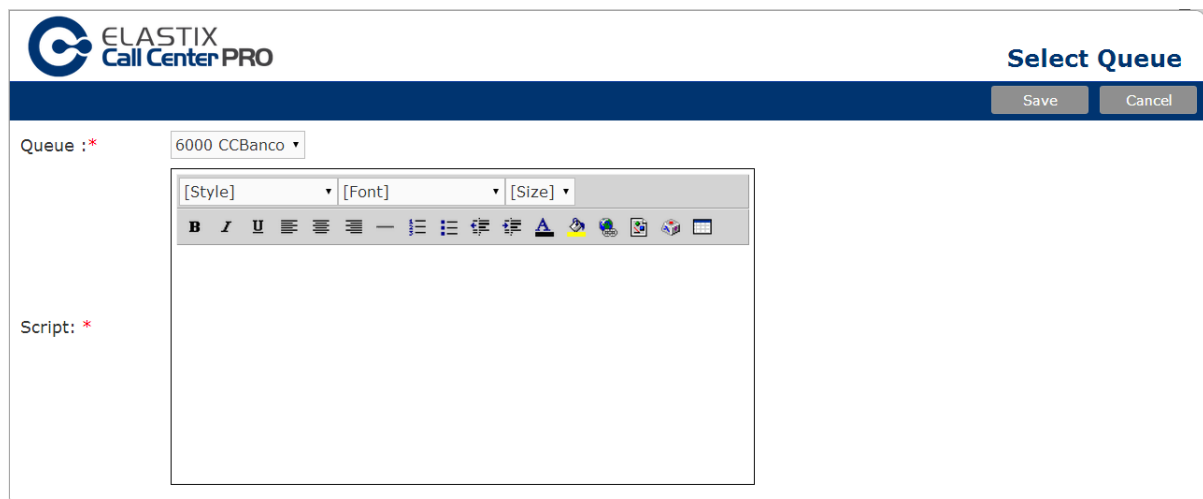 ELASTIX
Call Center PRO
Select Queue
Save Cancel
Queue :* 6000 CCBanco
[Style] [Font] [Size]
B I U A
Script: *